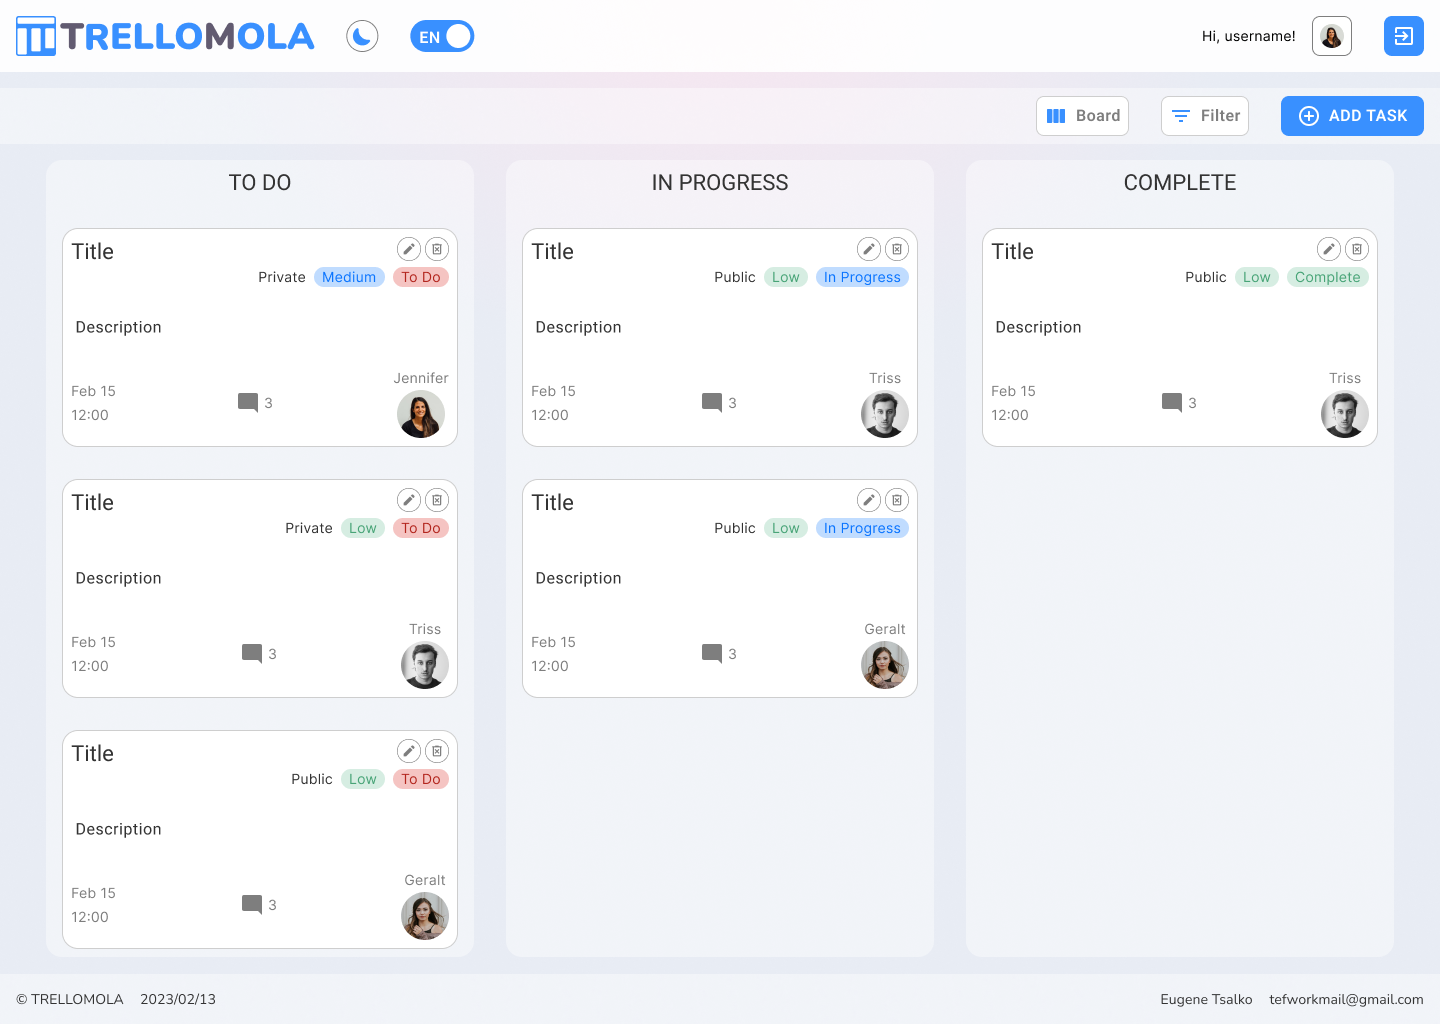 TRELLOMOLA
EN
Hi, username!
Board
Filter
ADD TASK
TO DO
Title
Private Medium To Do
Description
Feb 15
12:00
3
Jennifer
Title
Private Low To Do
Description
Feb 15
12:00
3
Triss
Title
Public Low To Do
Description
Feb 15
12:00
3
Geralt
IN PROGRESS
Title
Public Low In Progress
Description
Feb 15
12:00
3
Triss
Title
Public Low In Progress
Description
Feb 15
12:00
3
Geralt
COMPLETE
Title
Public Low Complete
Description
Feb 15
12:00
3
Triss
© TRELLOMOLA 2023/02/13
Eugene Tsalko tefworkmail@gmail.com